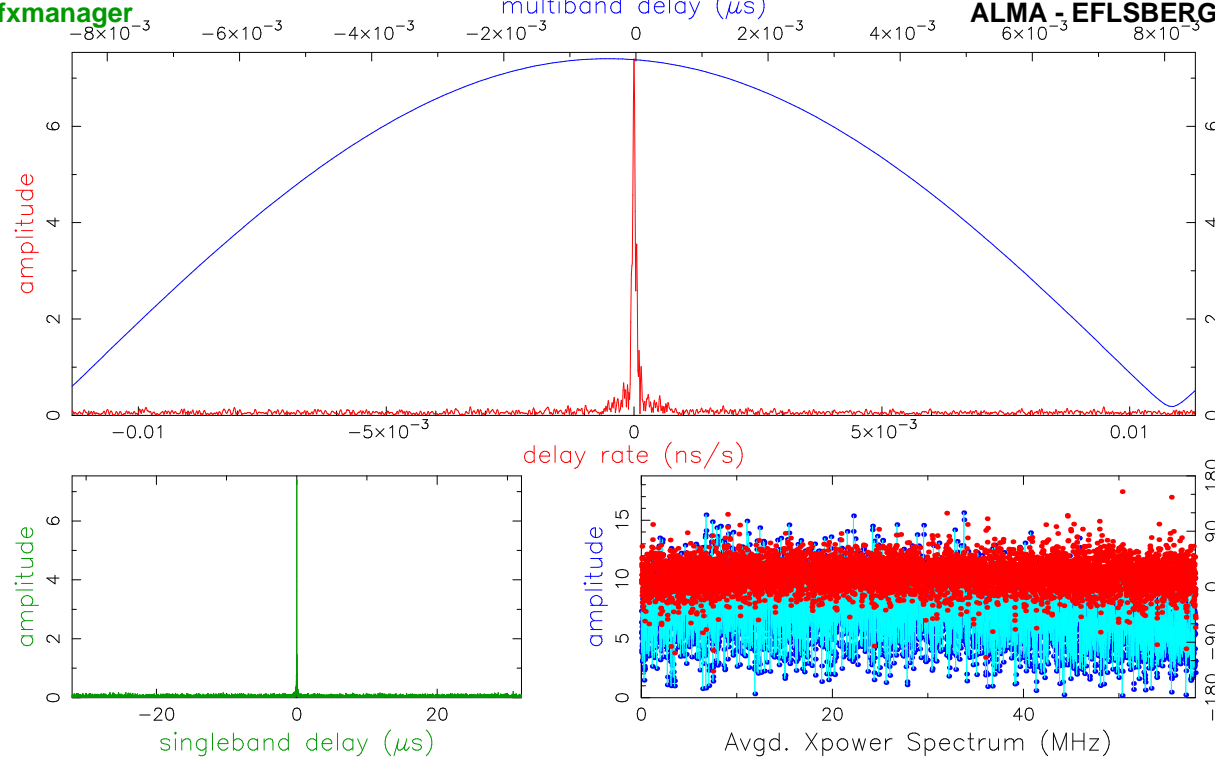 fxmanager
multiband delay (μs)
ALMA - EFLSBERG
−8×10⁻³ −6×10⁻³ −4×10⁻³ −2×10⁻³ 0 2×10⁻³ 4×10⁻³ 6×10⁻³ 8×10⁻³
amplitude
0 2 4 6
0 2 4 6
−0.01 −5×10⁻³ 0 5×10⁻³ 0.01
delay rate (ns/s)
amplitude
0 2 4 6
−20 0 20
singleband delay (μs)
amplitude
0 5 10 15
−180 −90 0 90 180
0 20 40
Avgd. Xpower Spectrum (MHz)